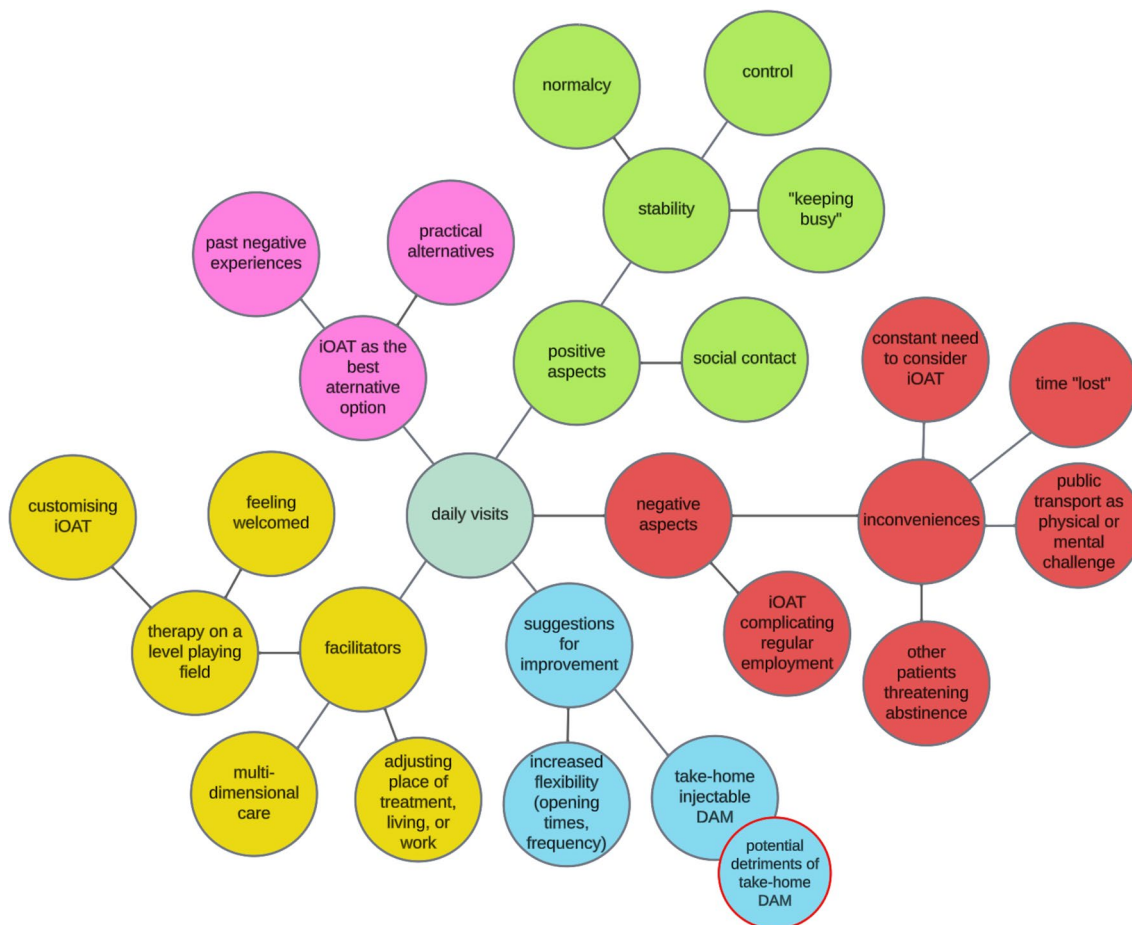 normalcy
control
stability
"keeping
busy"
past negative
experiences
practical
alternatives
iOAT as the
best
aternative
option
positive
aspects
social contact
constant need
to consider
iOAT
time "lost"
customising
iOAT
feeling
welcomed
daily visits
negative
aspects
inconveniences
public
transport as
physical or
mental
challenge
therapy on a
level playing
field
facilitators
suggestions
for
improvement
iOAT
complicating
regular
employment
other
patients
threatening
abstinence
multi-
dimensional
care
adjusting
place of
treatment,
living, or
work
increased
flexibility
(opening
times,
frequency)
take-home
injectable
DAM
potential
detriments of
take-home
DAM